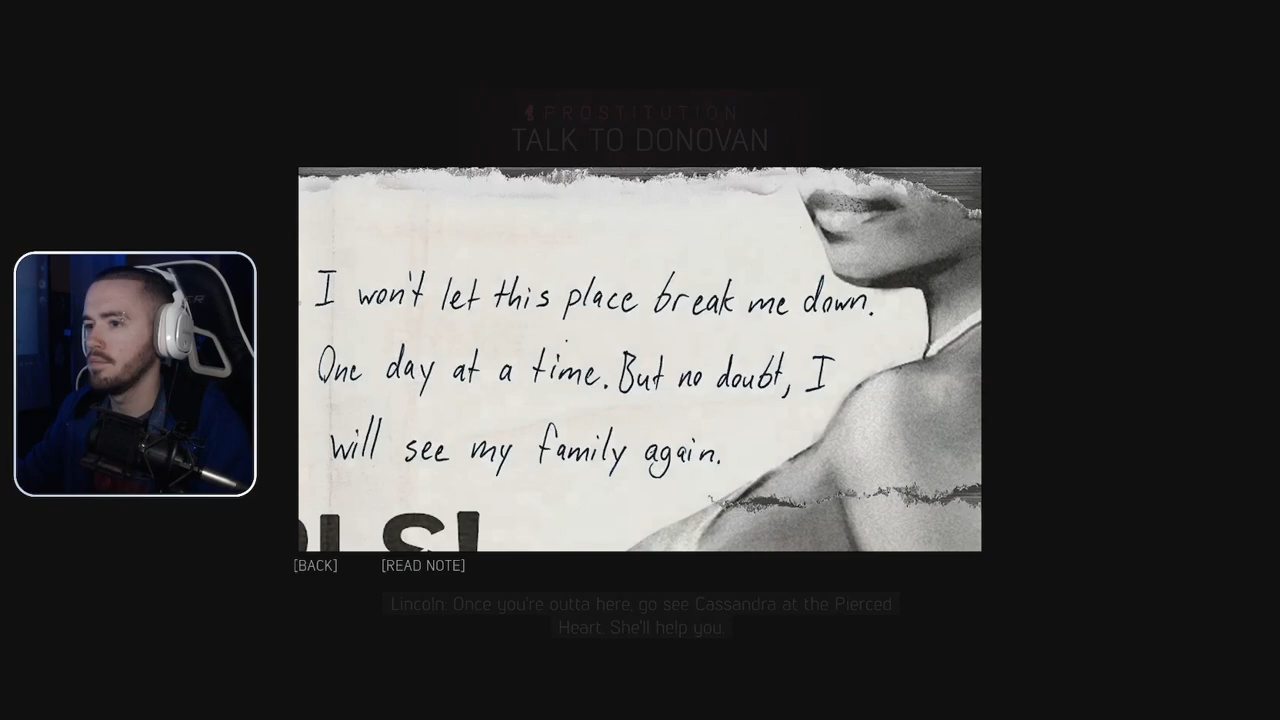 PROSTITUTION
TALK TO DONOVAN
I won't let this place break me down.
One day at a time. But no doubt, I
will see my family again.
LS!
[BACK] [READ NOTE]
Lincoln: Once you're outta here, go see Cassandra at the Pierced
Heart. She'll help you.